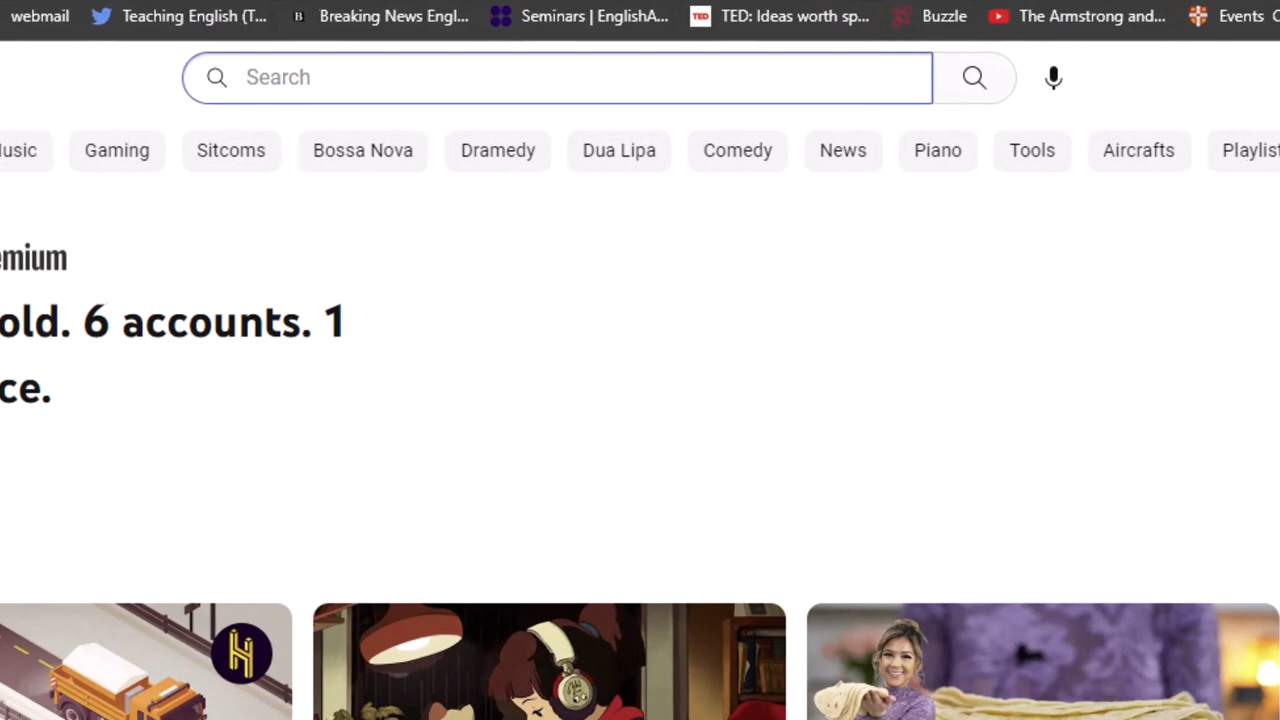 webmail Teaching English (T... B Breaking News Engl... Seminars | EnglishA... TED TED: Ideas worth sp... Buzzle The Armstrong and... Events
Search
Gaming Sitcoms Bossa Nova Dramedy Dua Lipa Comedy News Piano Tools Aircrafts Playlist
emium
old. 6 accounts. 1
ce.